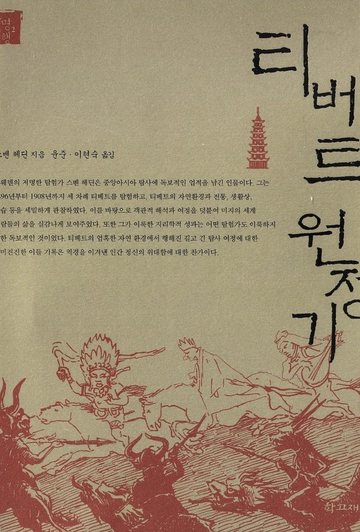 티베트 원정기
스벤 헤딘 지음 윤준·이현숙 옮김
스웨덴의 저명한 탐험가 스벤 헤딘은 중앙아시아 탐사에 독보적인 업적을 남긴 인물이다. 그는
1896년부터 1908년까지 세 차례 티베트를 탐험하고, 티베트의 자연환경과 전통, 생활상,
풍습 등을 세밀하게 관찰하였다. 이를 바탕으로 객관적 해석과 여정을 덧붙여 미지의 세계
사람들의 삶을 실감나게 보여주었다. 또한 그가 이룩한 지리학적 성과는 어떤 탐험가도 이룩하지
못한 독보적인 것이었다. 티베트의 엄혹한 자연 환경에서 행해진 길고 긴 탐사 여정에 대한
흥미진진한 이들 기록은 역경을 이겨낸 인간 정신의 위대함에 대한 찬가이다.
학고재